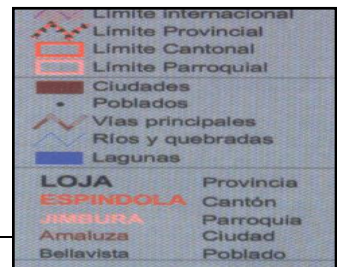 Límite Internacional
Límite Provincial
Límite Cantonal
Límite Parroquial
Ciudades
Poblados
Vías principales
Ríos y quebradas
Lagunas
LOJA Provincia
ESPINDOLA Cantón
JIMBURA Parroquia
Amaluza Ciudad
Bellavista Poblado